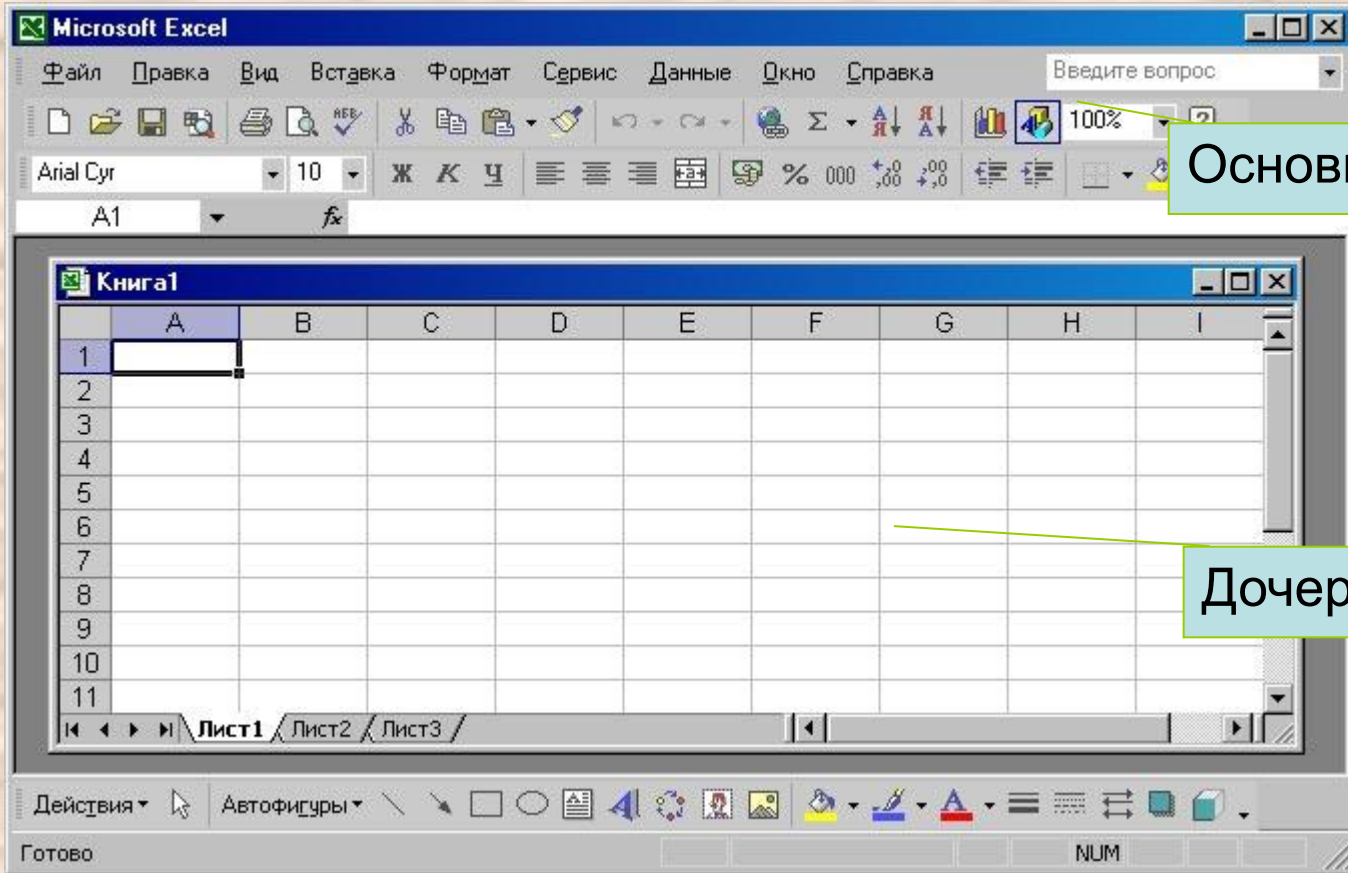 Microsoft Excel
Файл Правка Вид Вставка Формат Сервис Данные Окно Справка Введите вопрос
100%
Arial Cyr 10 Ж К Ч % 000
A1 fx
Книга1
A B C D E F G H I
1
2
3
4
5
6
7
8
9
10
11
Лист1 Лист2 Лист3
Действия Автофигуры
Готово NUM